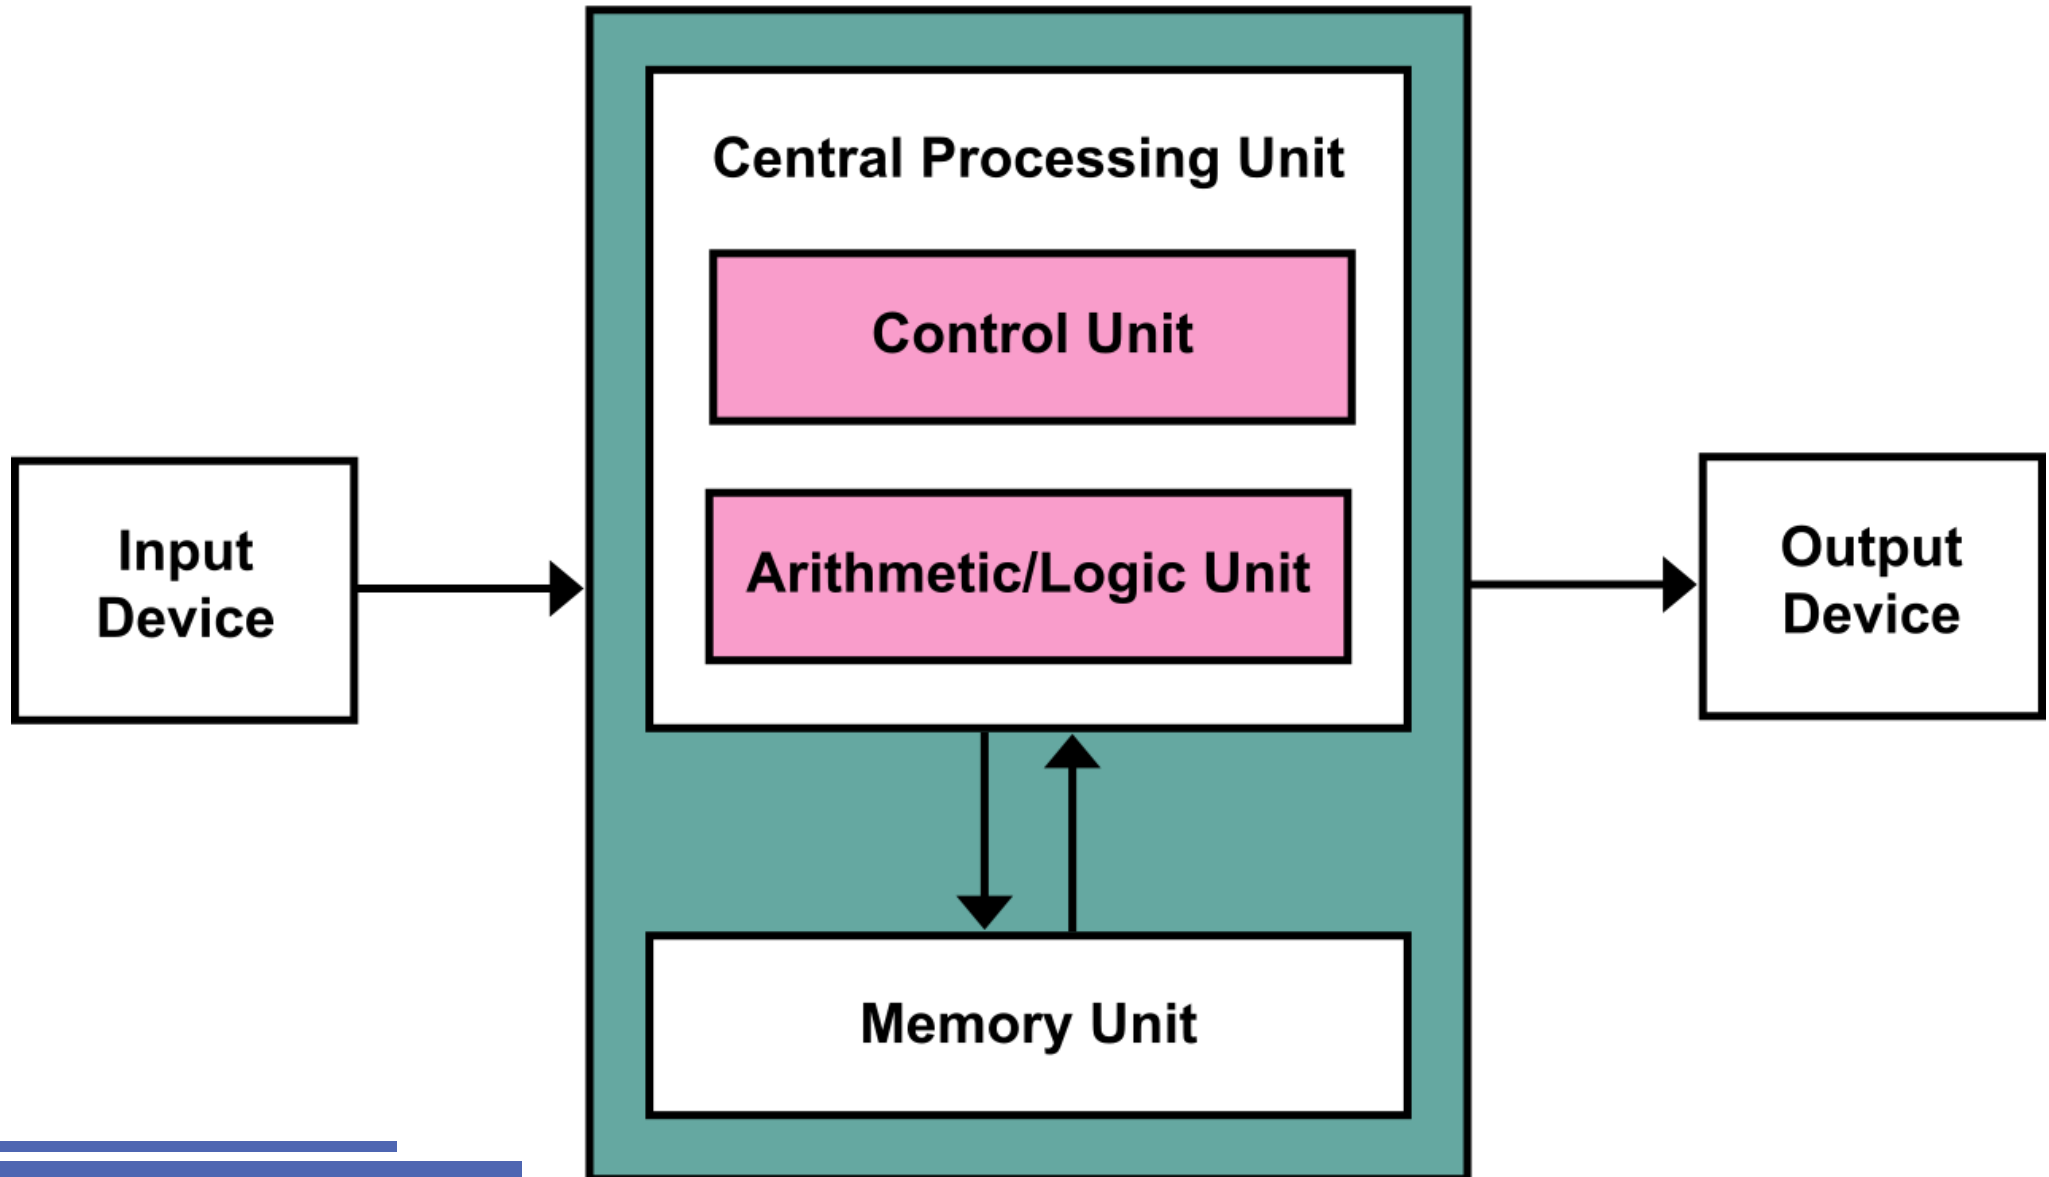 Central Processing Unit
Control Unit
Arithmetic/Logic Unit
Input
Device
Output
Device
Memory Unit